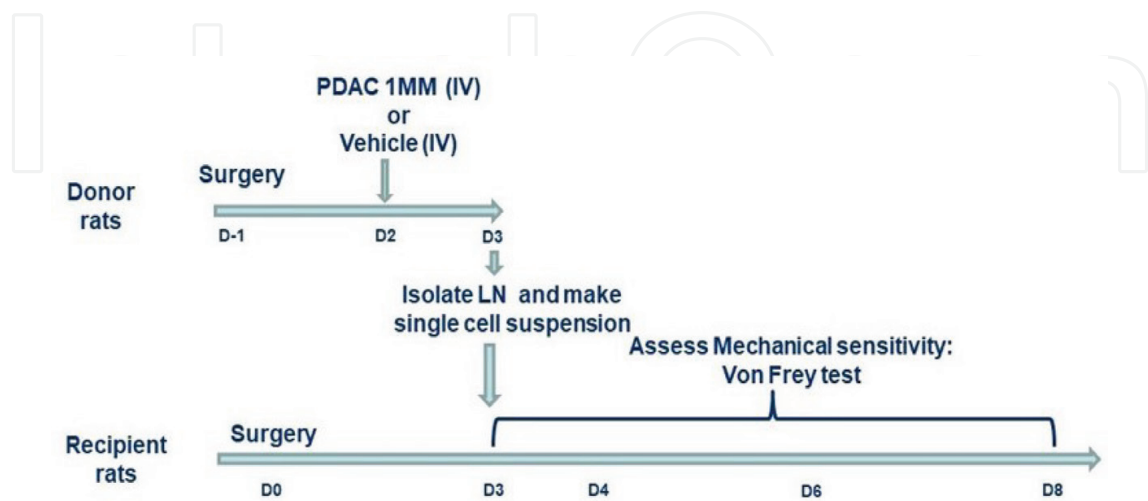 PDAC 1MM (IV)
or
Vehicle (IV)
Surgery
Donor
rats
D-1 D2 D3
Isolate LN and make
single cell suspension
Assess Mechanical sensitivity:
Von Frey test
Surgery
Recipient
rats
D0 D3 D4 D6 D8